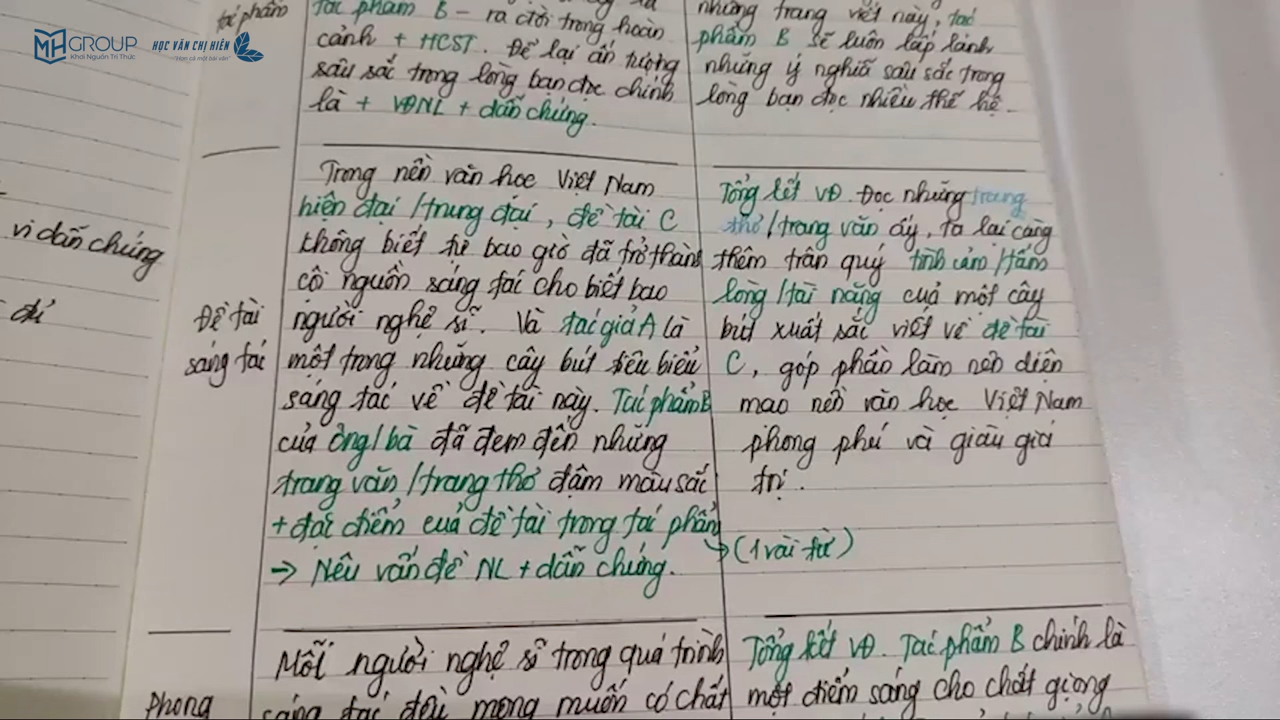 MH GROUP
Khơi Nguồn Tri Thức
HỌC VĂN CHỊ HIÊN
tác phẩm
tác phẩm B – ra đời trong hoàn
cảnh + HCST. Để lại ấn tượng
sâu sắc trong lòng bạn đọc chính
là + VĐNL + dẫn chứng.
những trang viết này, tác
phẩm B sẽ luôn lấp lánh
những ý nghĩa sâu sắc trong
lòng bạn đọc nhiều thế hệ.
vi dẫn chứng
Đề tài
sáng tác
Trong nền văn học Việt Nam
hiện đại / trung đại, đề tài C
không biết tự bao giờ đã trở thành
cội nguồn sáng tác cho biết bao
người nghệ sĩ. Và tác giả A là
một trong những cây bút tiêu biểu
sáng tác về đề tài này. Tác phẩm B
của ông/bà đã đem đến những
trang văn / trang thơ đậm màu sắc
+ đặc điểm của đề tài trong tác phẩm
→ (1 vài từ)
→ Nêu vấn đề NL + dẫn chứng.
Tổng kết VĐ. Đọc những trang
thơ / trang văn ấy, ta lại càng
thêm trân quý tình cảm / tấm
lòng / tài năng của một cây
bút xuất sắc viết về đề tài
C, góp phần làm nên diện
mạo nền văn học Việt Nam
phong phú và giàu giá
trị.
Phong
Mỗi người nghệ sĩ trong quá trình
sáng tác đều mong muốn có chất
Tổng kết VĐ. Tác phẩm B chính là
một điểm sáng cho chất giọng